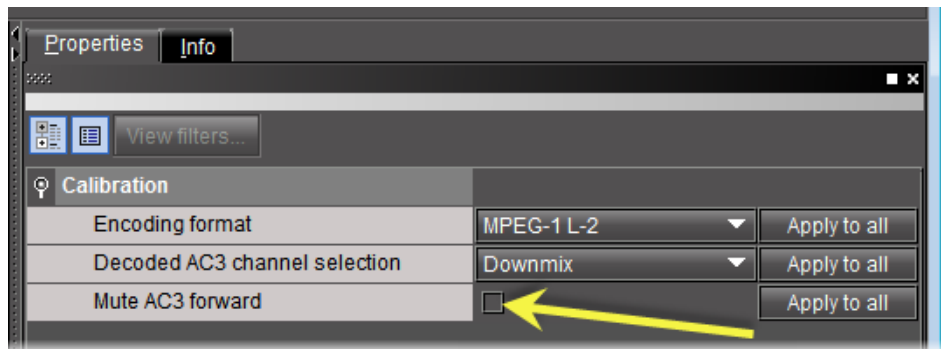 Properties Info
View filters...
Calibration
Encoding format MPEG-1 L-2 Apply to all
Decoded AC3 channel selection Downmix Apply to all
Mute AC3 forward Apply to all